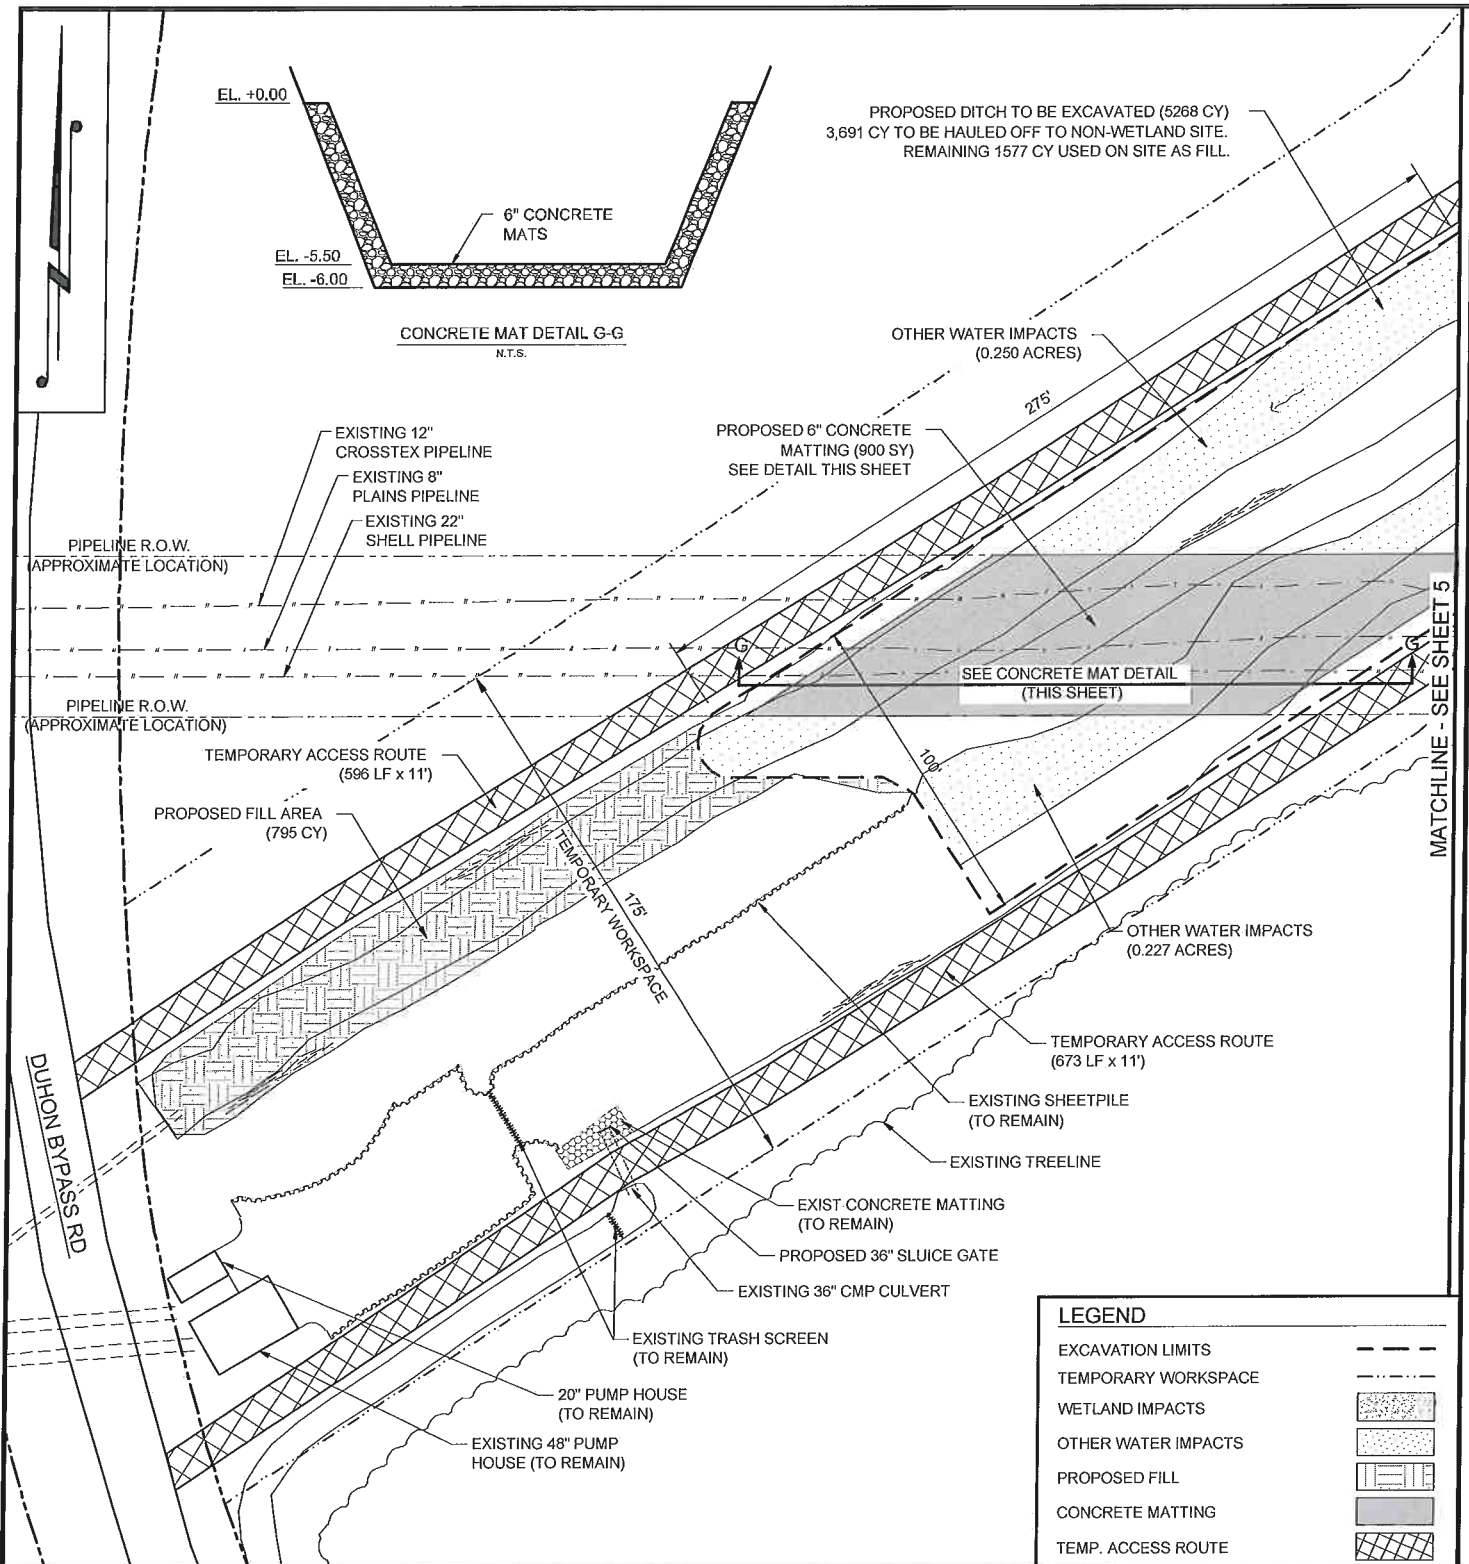 EL. +0.00
6" CONCRETE
MATS
EL. -5.50
EL. -6.00
CONCRETE MAT DETAIL G-G
N.T.S.
PROPOSED DITCH TO BE EXCAVATED (5268 CY)
3,691 CY TO BE HAULED OFF TO NON-WETLAND SITE.
REMAINING 1577 CY USED ON SITE AS FILL.
OTHER WATER IMPACTS
(0.250 ACRES)
275'
PROPOSED 6" CONCRETE
MATTING (900 SY)
SEE DETAIL THIS SHEET
EXISTING 12"
CROSSTEX PIPELINE
EXISTING 8"
PLAINS PIPELINE
EXISTING 22"
SHELL PIPELINE
PIPELINE R.O.W.
(APPROXIMATE LOCATION)
G
G
SEE CONCRETE MAT DETAIL
(THIS SHEET)
MATCHLINE - SEE SHEET 5
PIPELINE R.O.W.
(APPROXIMATE LOCATION)
TEMPORARY ACCESS ROUTE
(596 LF x 11')
100'
PROPOSED FILL AREA
(795 CY)
175'
TEMPORARY WORKSPACE
OTHER WATER IMPACTS
(0.227 ACRES)
TEMPORARY ACCESS ROUTE
(673 LF x 11')
EXISTING SHEETPILE
(TO REMAIN)
EXISTING TREELINE
DUHON BYPASS RD
EXIST CONCRETE MATTING
(TO REMAIN)
PROPOSED 36" SLUICE GATE
EXISTING 36" CMP CULVERT
EXISTING TRASH SCREEN
(TO REMAIN)
20" PUMP HOUSE
(TO REMAIN)
EXISTING 48" PUMP
HOUSE (TO REMAIN)
LEGEND
EXCAVATION LIMITS
TEMPORARY WORKSPACE
WETLAND IMPACTS
OTHER WATER IMPACTS
PROPOSED FILL
CONCRETE MATTING
TEMP. ACCESS ROUTE